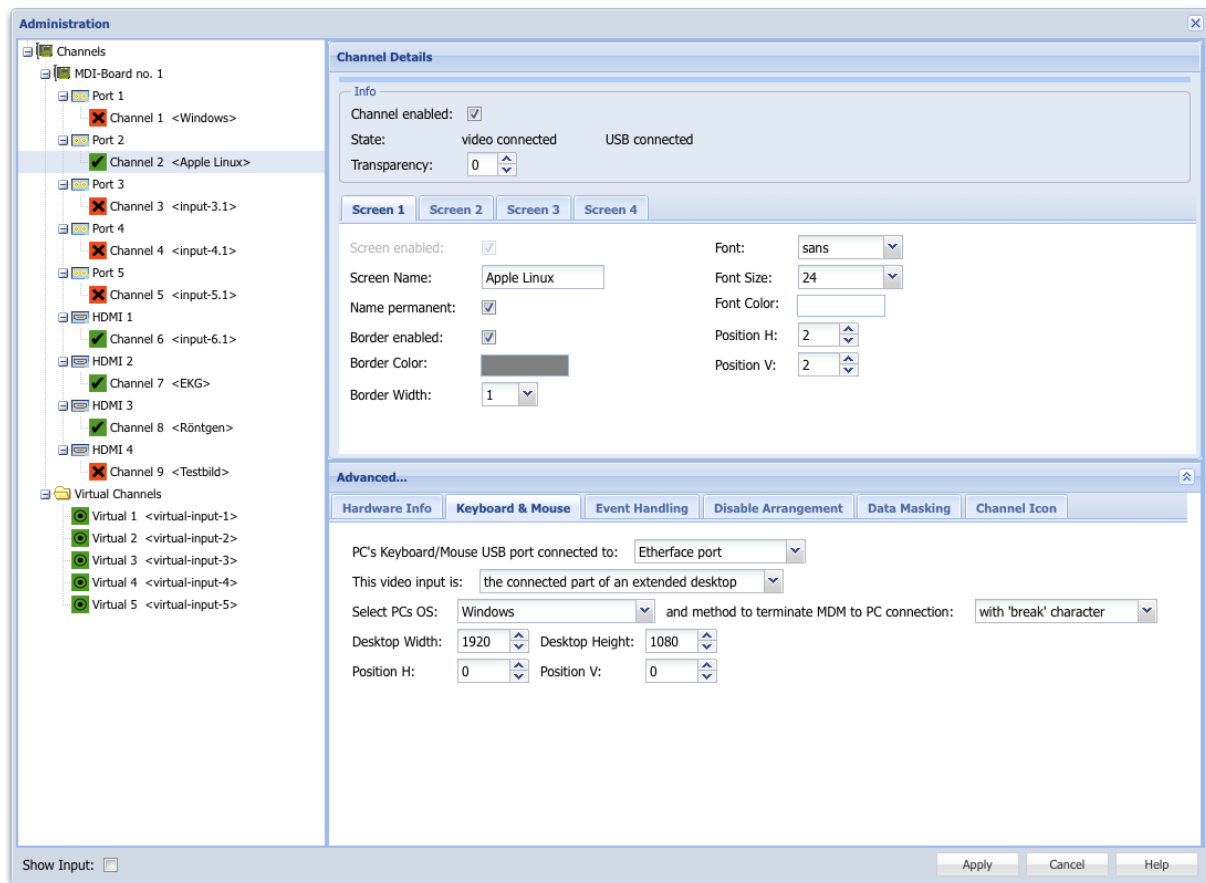 Administration
Channels
MDI-Board no. 1
Port 1
Channel 1 <Windows>
Port 2
Channel 2 <Apple Linux>
Port 3
Channel 3 <input-3.1>
Port 4
Channel 4 <input-4.1>
Port 5
Channel 5 <input-5.1>
HDMI 1
Channel 6 <input-6.1>
HDMI 2
Channel 7 <EKG>
HDMI 3
Channel 8 <Röntgen>
HDMI 4
Channel 9 <Testbild>
Virtual Channels
Virtual 1 <virtual-input-1>
Virtual 2 <virtual-input-2>
Virtual 3 <virtual-input-3>
Virtual 4 <virtual-input-4>
Virtual 5 <virtual-input-5>
Channel Details
Info
Channel enabled:
State: video connected USB connected
Transparency: 0
Screen 1 Screen 2 Screen 3 Screen 4
Screen enabled:
Screen Name: Apple Linux
Name permanent:
Border enabled:
Border Color:
Border Width: 1
Font: sans
Font Size: 24
Font Color:
Position H: 2
Position V: 2
Advanced...
Hardware Info Keyboard & Mouse Event Handling Disable Arrangement Data Masking Channel Icon
PC's Keyboard/Mouse USB port connected to: Etherface port
This video input is: the connected part of an extended desktop
Select PCs OS: Windows and method to terminate MDM to PC connection: with 'break' character
Desktop Width: 1920 Desktop Height: 1080
Position H: 0 Position V: 0
Show Input:
Apply Cancel Help